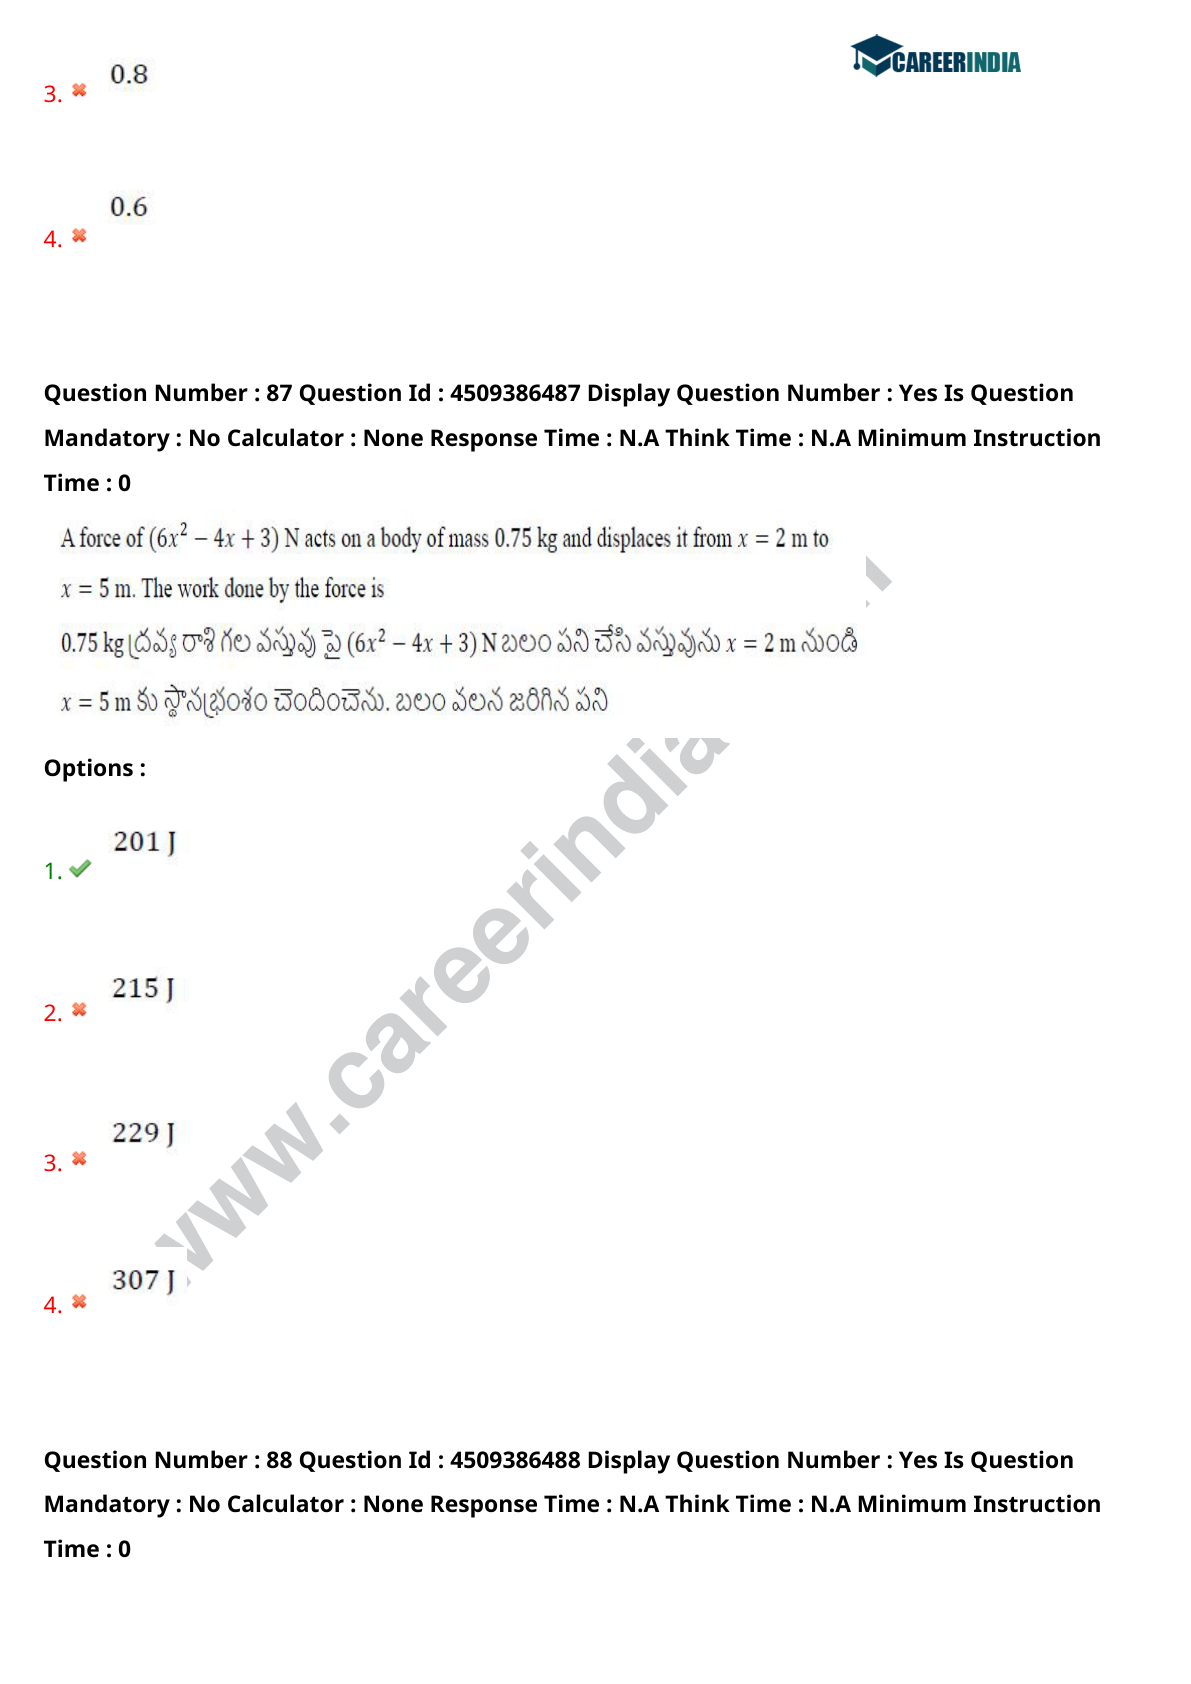 CAREERINDIA
0.8
3.
0.6
4.
Question Number : 87 Question Id : 4509386487 Display Question Number : Yes Is Question
Mandatory : No Calculator : None Response Time : N.A Think Time : N.A Minimum Instruction
Time : 0
A force of (6x² − 4x + 3) N acts on a body of mass 0.75 kg and displaces it from x = 2 m to
x = 5 m. The work done by the force is
0.75 kg ద్రవ్య రాశి గల వస్తువు పై (6x² − 4x + 3) N బలం పని చేసి వస్తువును x = 2 m నుండి
x = 5 m కు స్థానభ్రంశం చెందించెను. బలం వలన జరిగిన పని
Options :
201 J
1.
215 J
2.
229 J
3.
307 J
4.
www.careerindia
Question Number : 88 Question Id : 4509386488 Display Question Number : Yes Is Question
Mandatory : No Calculator : None Response Time : N.A Think Time : N.A Minimum Instruction
Time : 0